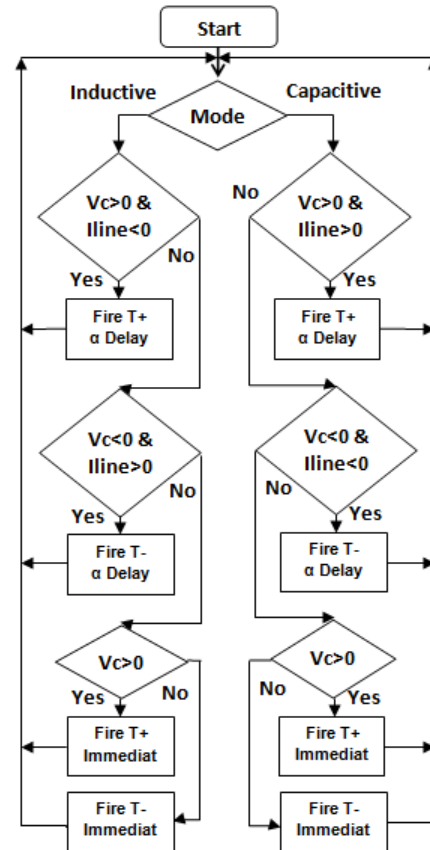 Start
Inductive
Capacitive
Mode
Vc>0 &
Iline<0
No
Yes
Fire T+
α Delay
Vc<0 &
Iline>0
No
Yes
Fire T-
α Delay
Vc>0
Yes
No
Fire T+
Immediat
Fire T-
Immediat
No
Vc>0 &
Iline>0
Yes
Fire T+
α Delay
Vc<0 &
Iline<0
No
Yes
Fire T-
α Delay
Vc>0
No
Yes
Fire T+
Immediat
Fire T-
Immediat